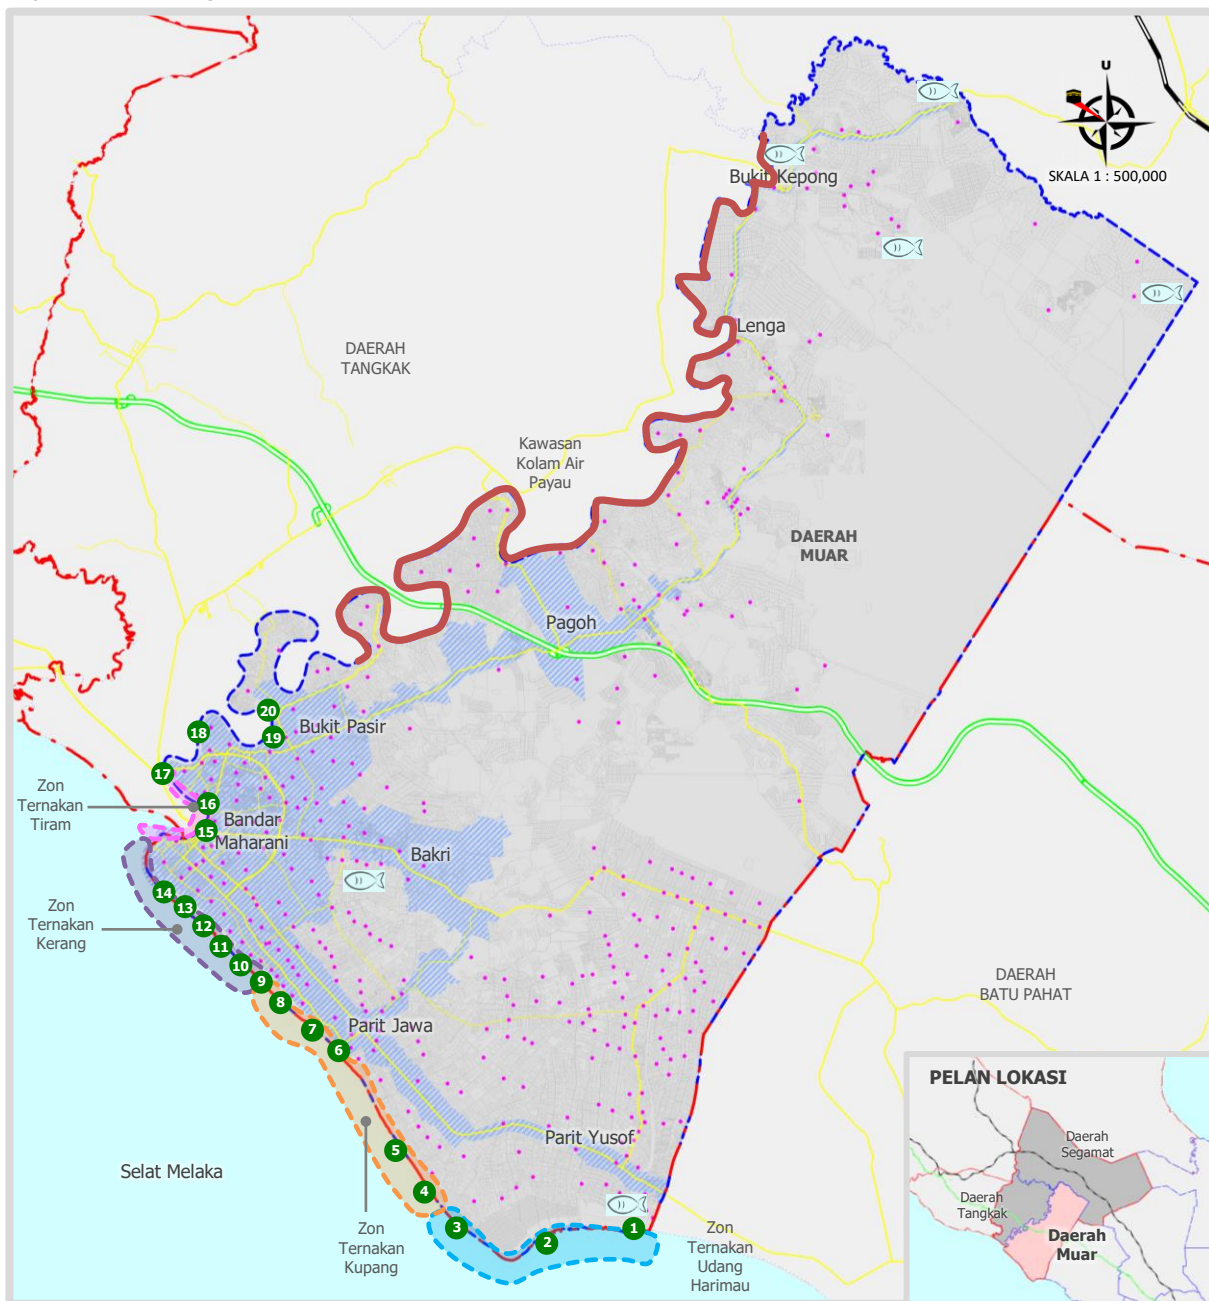 U
SKALA 1 : 500,000
Bukit Kepong
Lenga
DAERAH
TANGKAK
Kawasan
Kolam Air
Payau
DAERAH
MUAR
Pagoh
20
Bukit Pasir
18
19
17
Zon
Ternakan
Tiram
16
Bandar
Maharani
15
Bakri
14
13
12
11
10
9
8
7
6
Zon
Ternakan
Kerang
DAERAH
BATU PAHAT
Parit Jawa
Parit Yusof
5
4
3
2
1
Selat Melaka
Zon
Ternakan
Kupang
Zon
Ternakan
Udang
Harimau
PELAN LOKASI
Daerah
Segamat
Daerah
Tangkak
Daerah
Muar